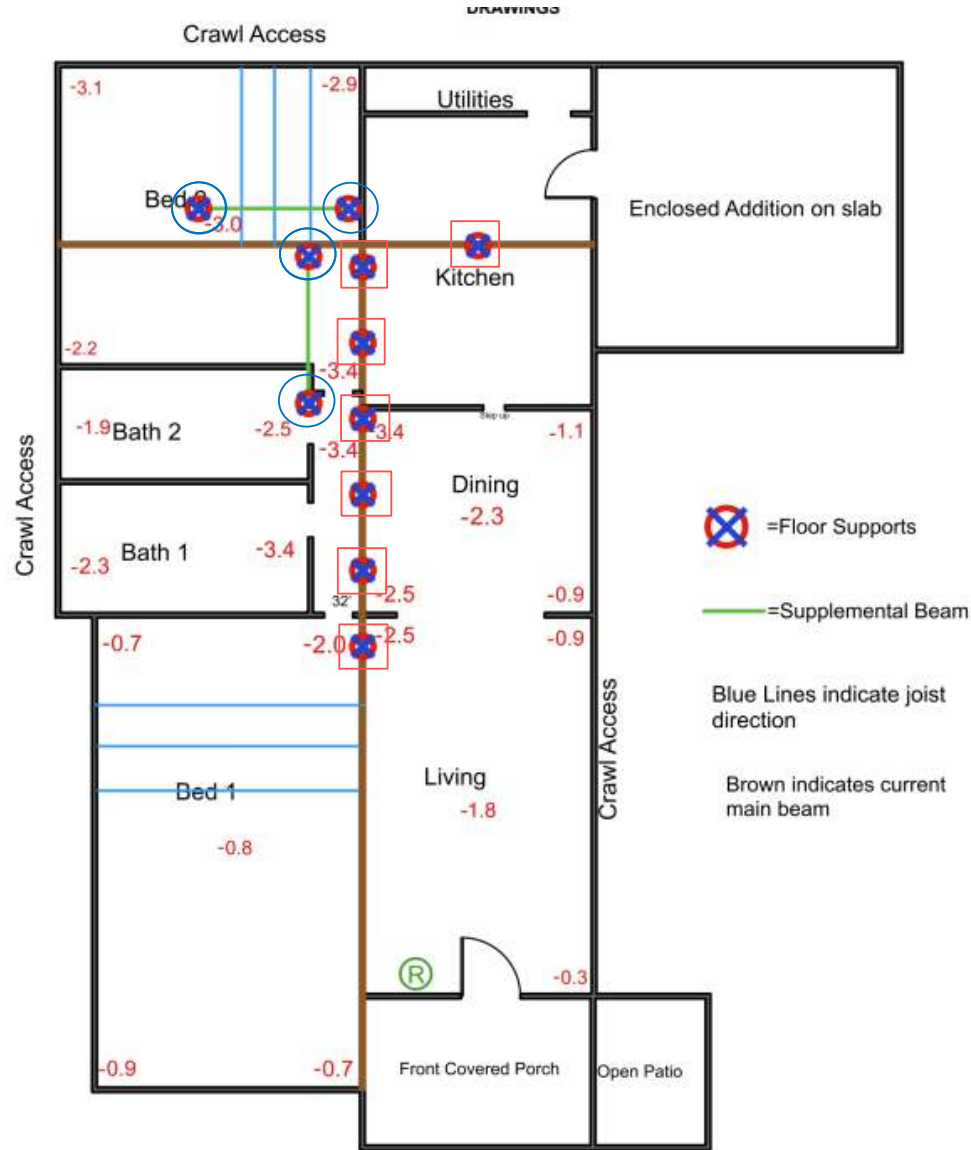 DRAWINGS
Crawl Access
-3.1
-2.9
Utilities
Bed 2
-3.0
Enclosed Addition on slab
Kitchen
-2.2
-3.4
-1.9
Bath 2
-2.5
-3.4
-3.4
Step up
-1.1
Crawl Access
Dining
-2.3
=Floor Supports
Bath 1
-3.4
-2.3
32'
-2.5
-0.9
=Supplemental Beam
-0.7
-2.0
-2.5
-0.9
Blue Lines indicate joist
direction
Crawl Access
Living
-1.8
Bed 1
-0.8
Brown indicates current
main beam
R
-0.3
-0.9
-0.7
Front Covered Porch
Open Patio